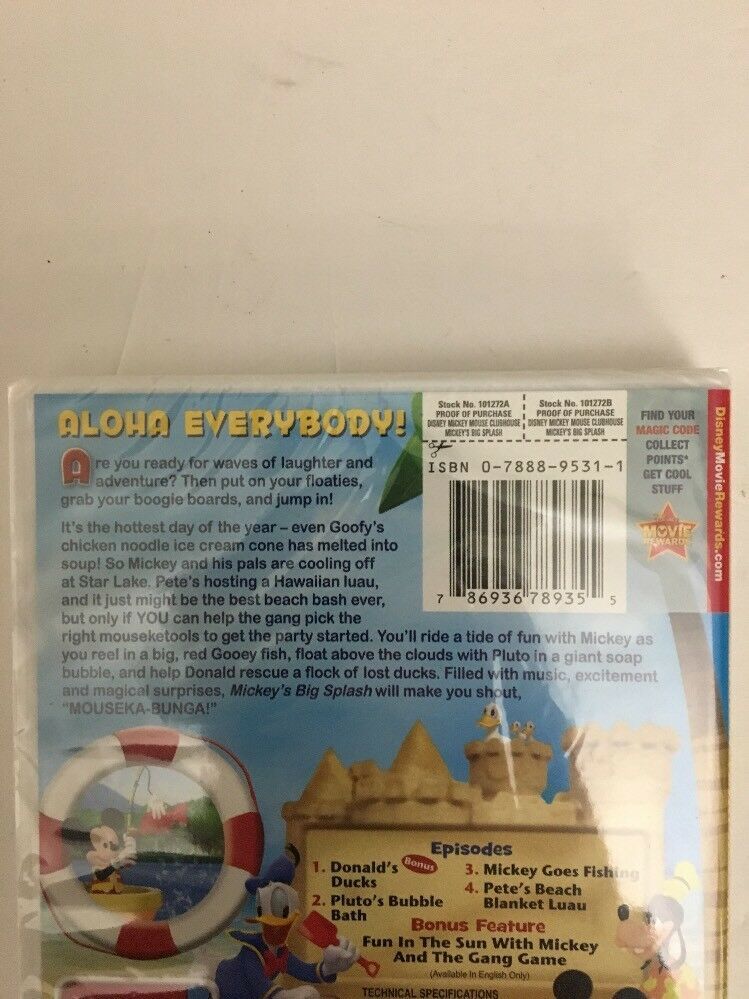 ALOHA EVERYBODY!
Are you ready for waves of laughter and
adventure? Then put on your floaties,
grab your boogie boards, and jump in!
It's the hottest day of the year – even Goofy's
chicken noodle ice cream cone has melted into
soup! So Mickey and his pals are cooling off
at Star Lake. Pete's hosting a Hawaiian luau,
and it just might be the best beach bash ever,
but only if YOU can help the gang pick the
right mouseketools to get the party started. You'll ride a tide of fun with Mickey as
you reel in a big, red Gooey fish, float above the clouds with Pluto in a giant soap
bubble, and help Donald rescue a flock of lost ducks. Filled with music, excitement
and magical surprises, Mickey's Big Splash will make you shout,
"MOUSEKA-BUNGA!"
Stock No. 101272A
PROOF OF PURCHASE
DISNEY MICKEY MOUSE CLUBHOUSE
MICKEY'S BIG SPLASH
Stock No. 101272B
PROOF OF PURCHASE
DISNEY MICKEY MOUSE CLUBHOUSE
MICKEY'S BIG SPLASH
ISBN 0-7888-9531-1
7 86936 78935 5
FIND YOUR
MAGIC CODE
COLLECT
POINTS*
GET COOL
STUFF
MOVIE
REWARDS
DisneyMovieRewards.com
Episodes
1. Donald's
Ducks
Bonus
2. Pluto's Bubble
Bath
3. Mickey Goes Fishing
4. Pete's Beach
Blanket Luau
Bonus Feature
Fun In The Sun With Mickey
And The Gang Game
(Available In English Only)
TECHNICAL SPECIFICATIONS